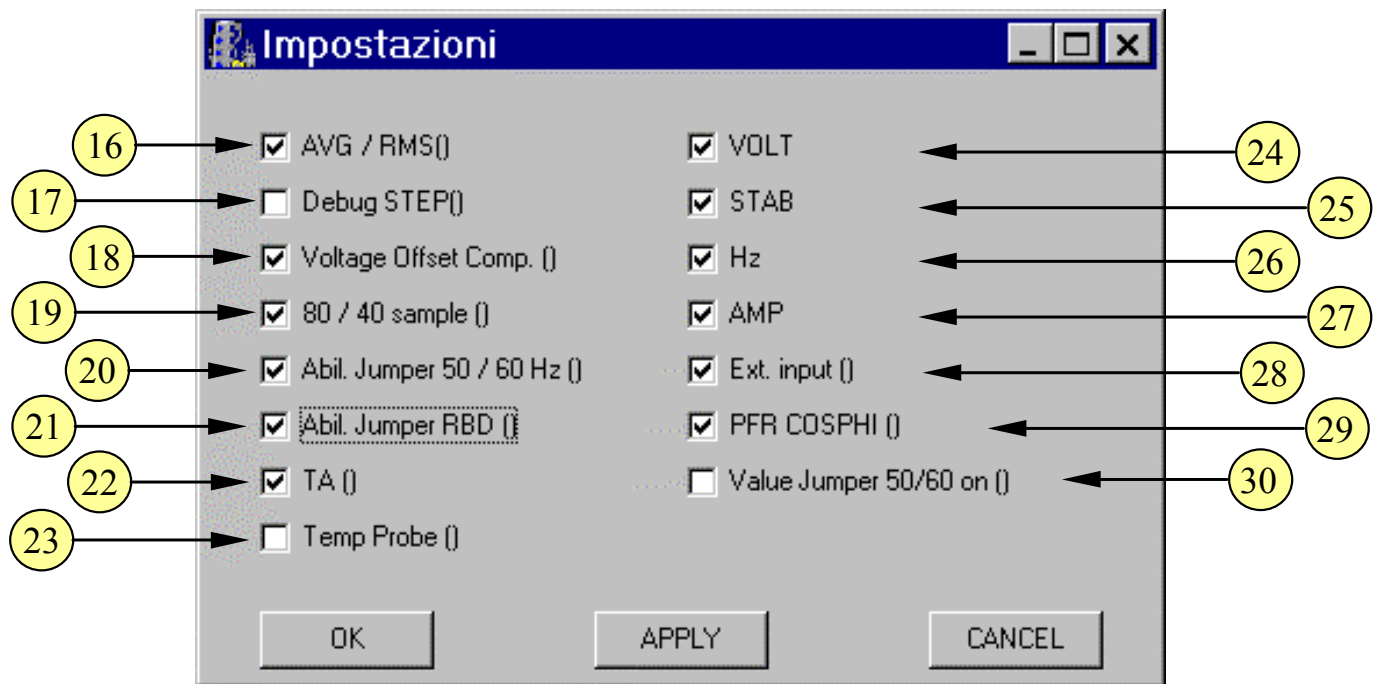 Impostazioni
16 AVG / RMS() VOLT 24
17 Debug STEP() STAB 25
18 Voltage Offset Comp. () Hz 26
19 80 / 40 sample () AMP 27
20 Abil. Jumper 50 / 60 Hz () Ext. input () 28
21 Abil. Jumper RBD () PFR COSPHI () 29
22 TA () Value Jumper 50/60 on () 30
23 Temp Probe ()
OK APPLY CANCEL